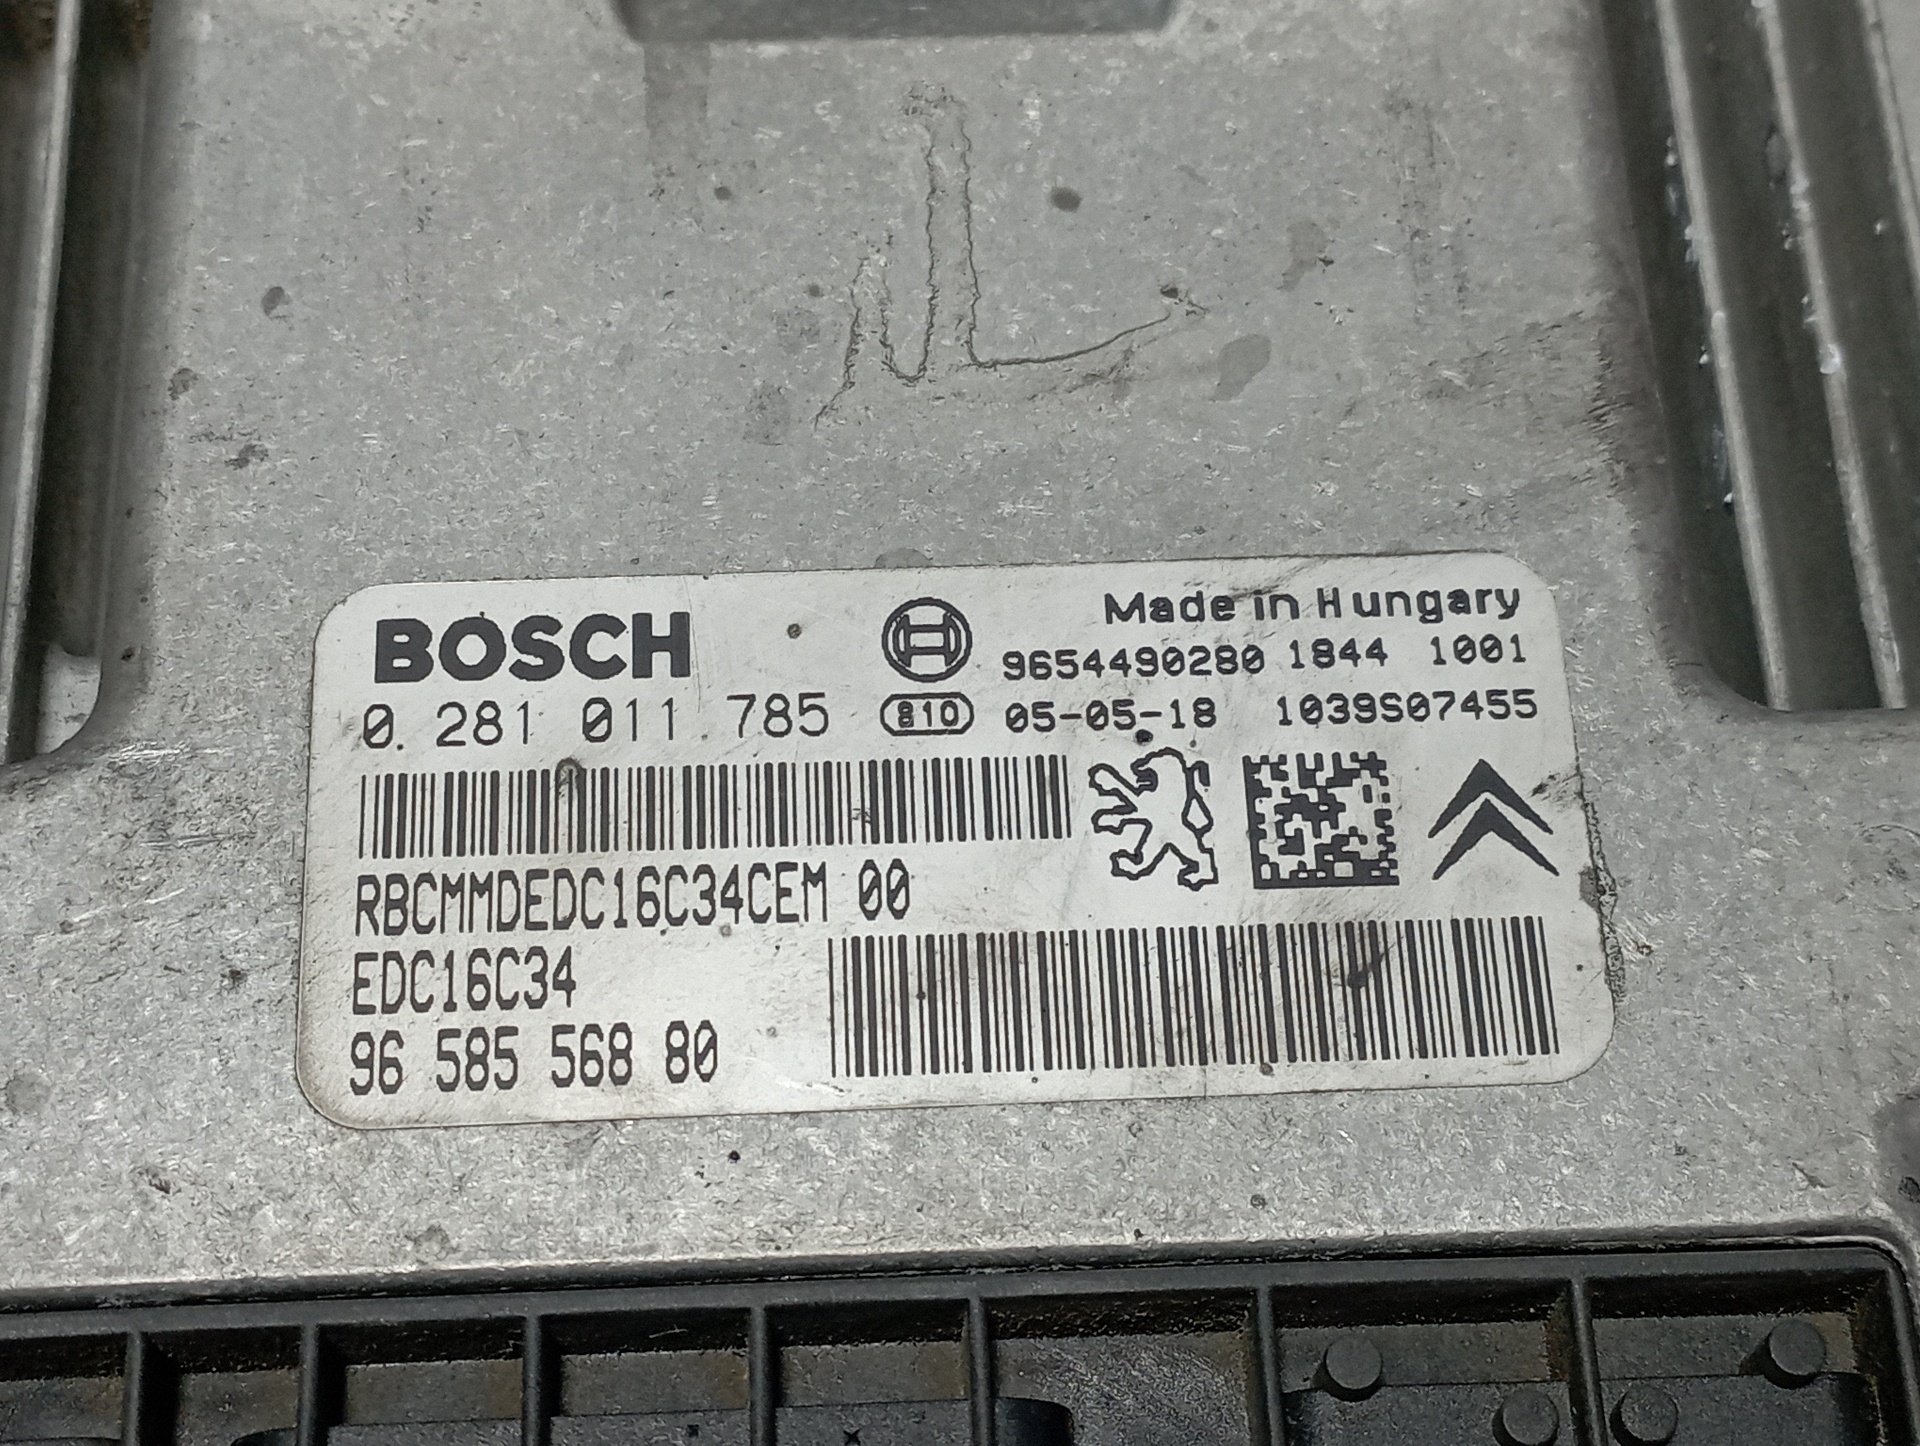 BOSCH
Made in Hungary
9654490280 1844 1001
0 281 011 785 810 05-05-18 1039S07455
RBCMMDEDC16C34CEM 00
EDC16C34
96 585 568 80